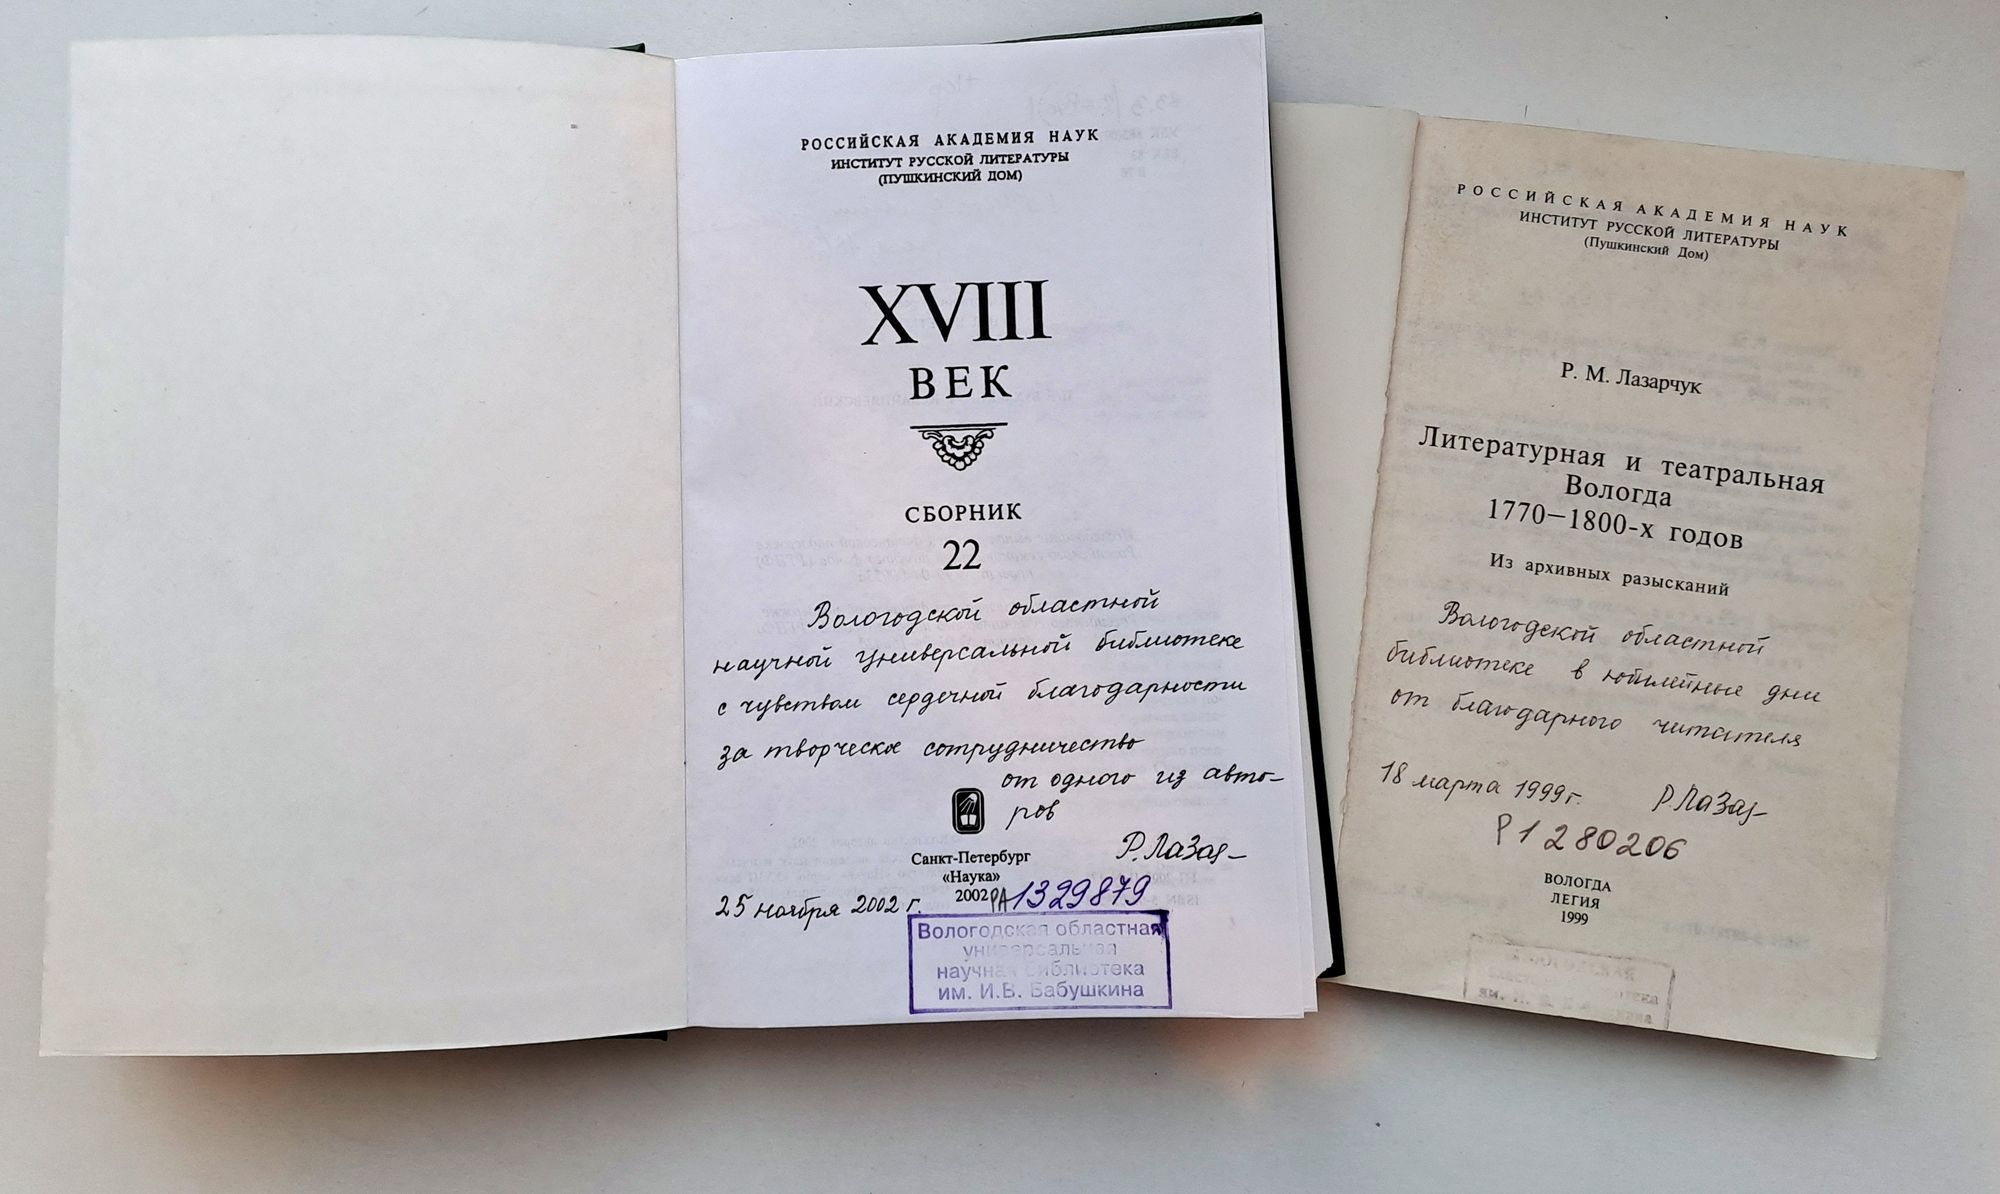 РОССИЙСКАЯ АКАДЕМИЯ НАУК
ИНСТИТУТ РУССКОЙ ЛИТЕРАТУРЫ
(ПУШКИНСКИЙ ДОМ)
XVIII
ВЕК
СБОРНИК
22
Вологодской областной
научной универсальной библиотеке
с чувством сердечной благодарности
за творческое сотрудничество
от одного из авто-
ров
Р. Лазар
Санкт-Петербург
«Наука»
2002
РА 1329879
25 ноября 2002 г.
Вологодская областная
универсальная
научная библиотека
им. И.В. Бабушкина
РОССИЙСКАЯ АКАДЕМИЯ НАУК
ИНСТИТУТ РУССКОЙ ЛИТЕРАТУРЫ
(Пушкинский Дом)
Р. М. Лазарчук
Литературная и театральная
Вологда
1770—1800-х годов
Из архивных разысканий
Вологодской областной
библиотеке в юбилейные дни
от благодарного читателя
18 марта 1999 г. Р. Лазар
Р1280206
ВОЛОГДА
ЛЕГИЯ
1999